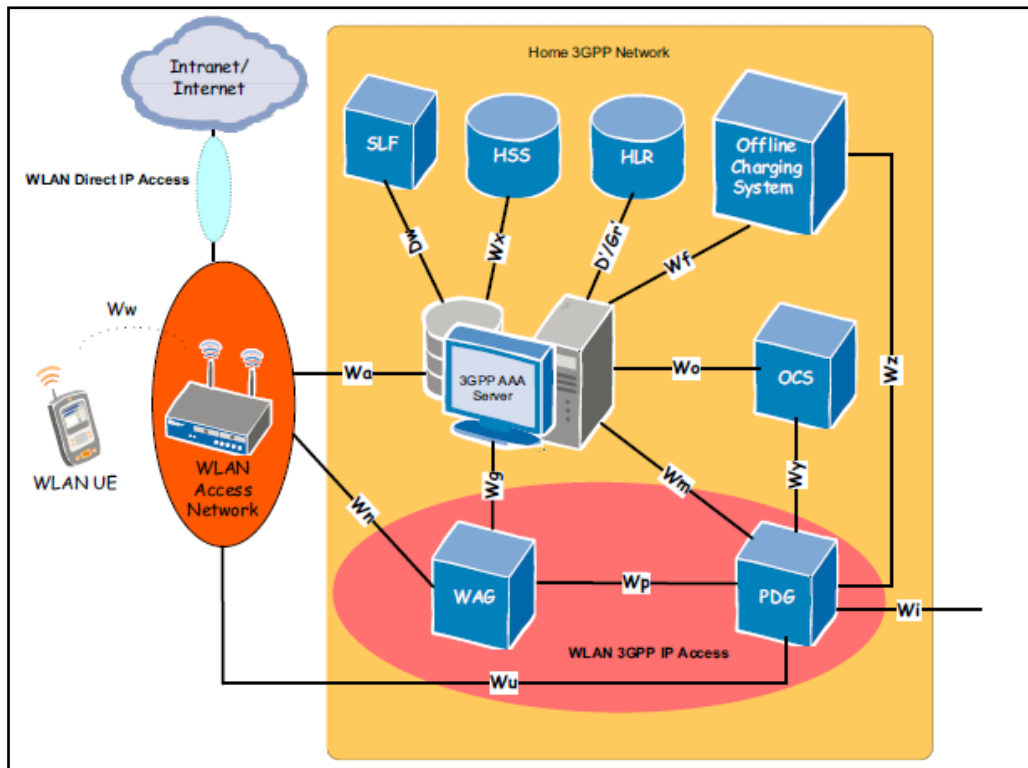 Home 3GPP Network
Intranet/
Internet
SLF
HSS
HLR
Offline
Charging
System
WLAN Direct IP Access
Dw
Wx
D'/Gr'
Wf
Ww
Wa
3GPP AAA
Server
Wo
OCS
Wz
WLAN UE
WLAN
Access
Network
Wn
Wg
Wm
Wy
WAG
Wp
PDG
Wi
WLAN 3GPP IP Access
Wu